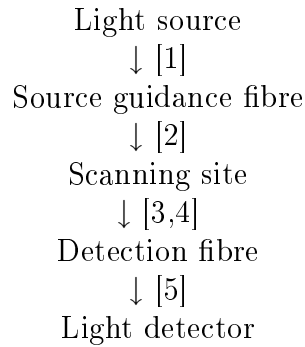 Light source
↓ [1]
Source guidance fibre
↓ [2]
Scanning site
↓ [3,4]
Detection fibre
↓ [5]
Light detector